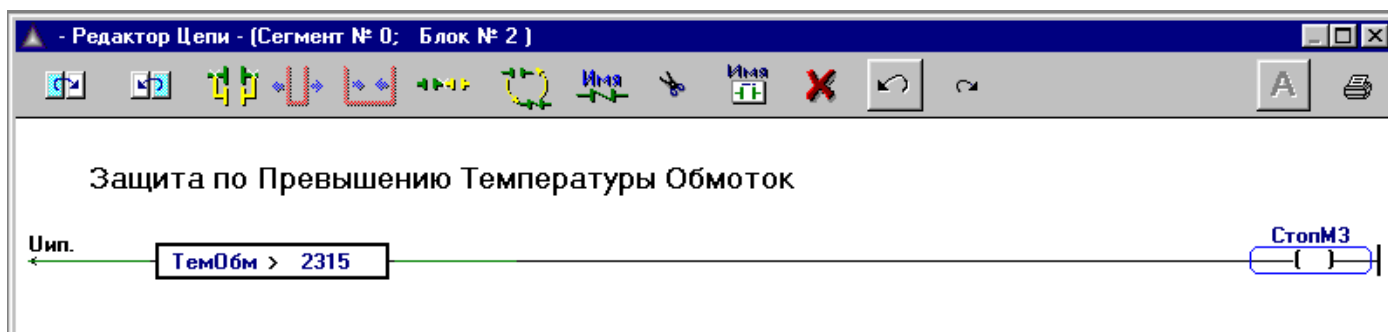 - Редактор Цепи - (Сегмент № 0; Блок № 2 )
Имя
Имя
A
Защита по Превышению Температуры Обмоток
Uип.
СтопМ3
ТемОбм > 2315